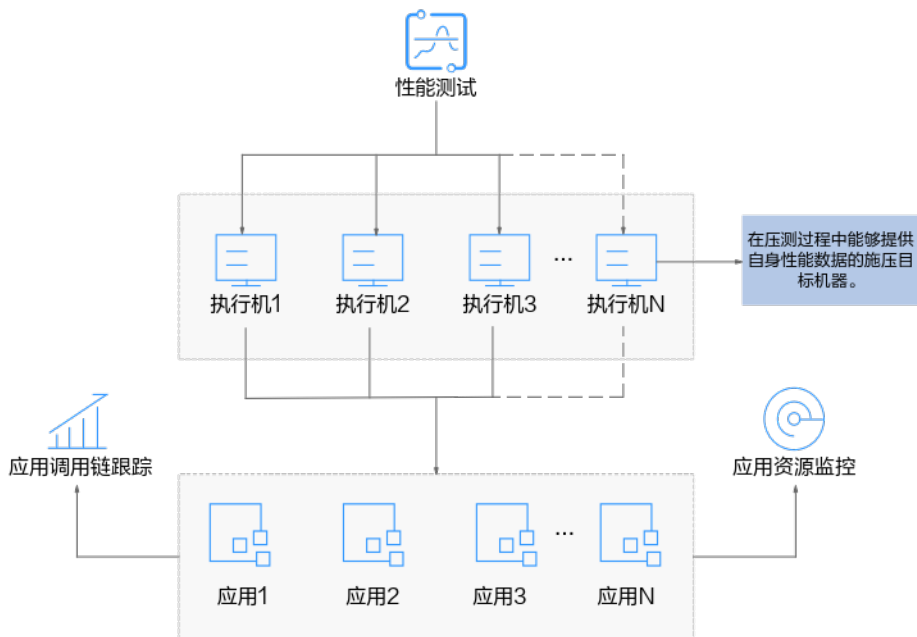 性能测试
执行机1
执行机2
执行机3
...
执行机N
在压测过程中能够提供
自身性能数据的施压目
标机器。
应用调用链跟踪
应用资源监控
应用1
应用2
应用3
...
应用N